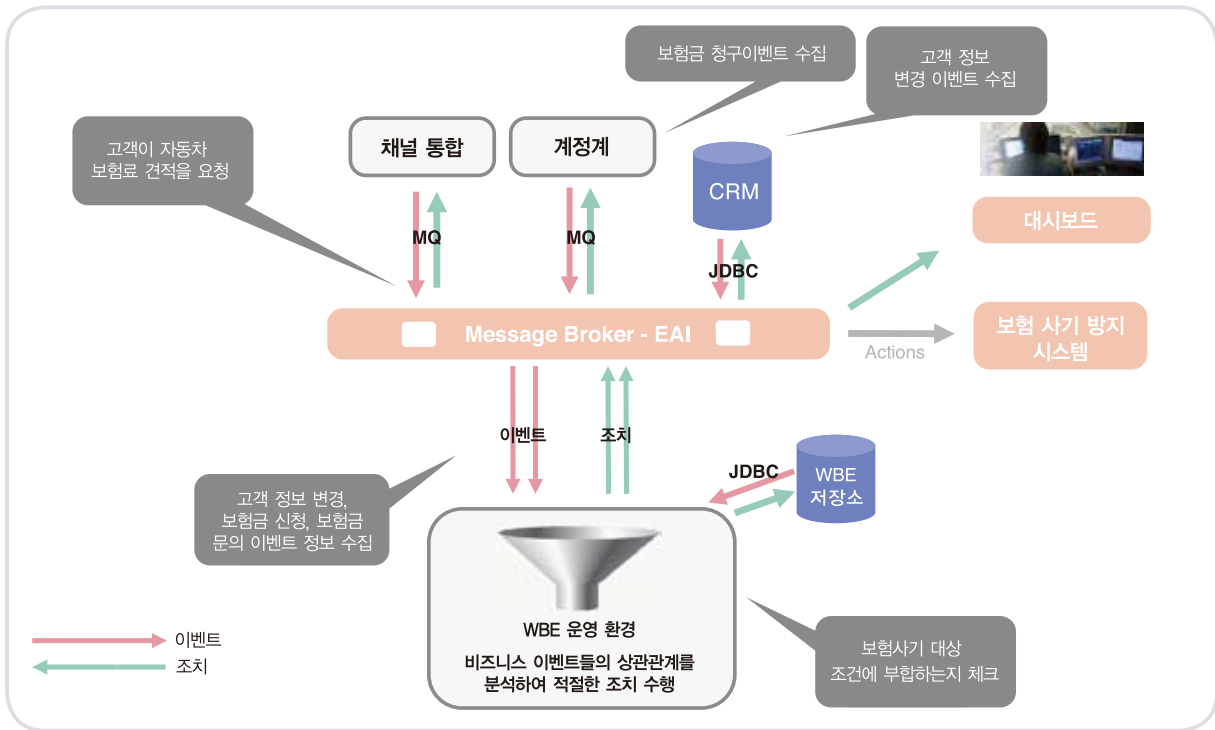 보험금 청구이벤트 수집
고객 정보
변경 이벤트 수집
고객이 자동차
보험료 견적을 요청
채널 통합
계정계
CRM
대시보드
MQ
MQ
JDBC
Message Broker - EAI
보험 사기 방지
시스템
Actions
이벤트
조치
JDBC
WBE
저장소
고객 정보 변경,
보험금 신청, 보험금
문의 이벤트 정보 수집
WBE 운영 환경
비즈니스 이벤트들의 상관관계를
분석하여 적절한 조치 수행
보험사기 대상
조건에 부합하는지 체크
이벤트
조치